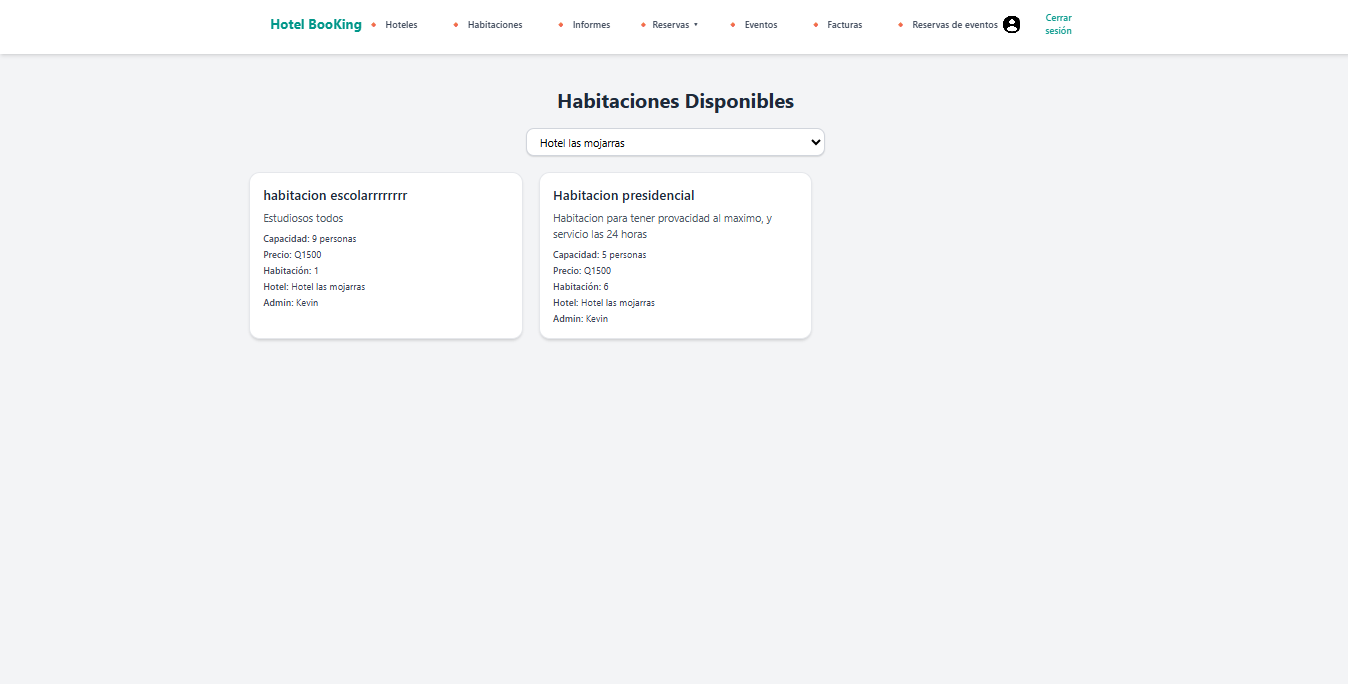 Hotel BooKing
Hoteles
Habitaciones
Informes
Reservas
Eventos
Facturas
Reservas de eventos
Cerrar
sesión
Habitaciones Disponibles
Hotel las mojarras
habitacion escolarrrrrrrr
Estudiosos todos
Capacidad: 9 personas
Precio: Q1500
Habitación: 1
Hotel: Hotel las mojarras
Admin: Kevin
Habitacion presidencial
Habitacion para tener provacidad al maximo, y
servicio las 24 horas
Capacidad: 5 personas
Precio: Q1500
Habitación: 6
Hotel: Hotel las mojarras
Admin: Kevin